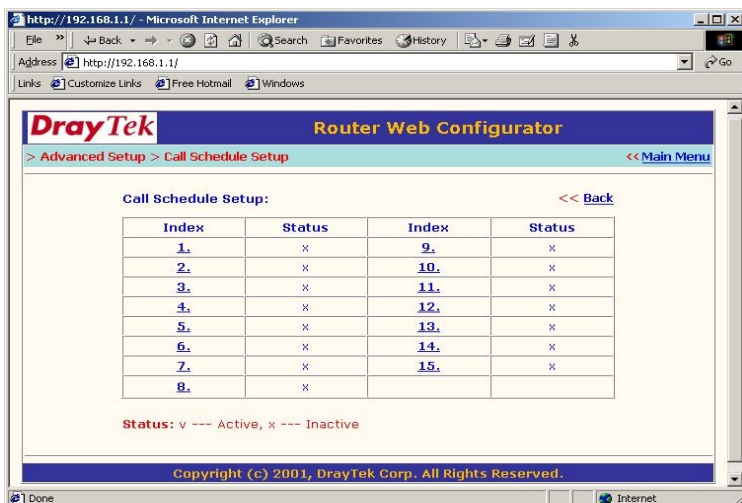 http://192.168.1.1/ - Microsoft Internet Explorer
File » Back Search Favorites History
Address http://192.168.1.1/ Go
Links Customize Links Free Hotmail Windows
DrayTek Router Web Configurator
> Advanced Setup > Call Schedule Setup << Main Menu
Call Schedule Setup: << Back
Index Status Index Status
1. x 9. x
2. x 10. x
3. x 11. x
4. x 12. x
5. x 13. x
6. x 14. x
7. x 15. x
8. x
Status: v --- Active, x --- Inactive
Copyright (c) 2001, DrayTek Corp. All Rights Reserved.
Done Internet